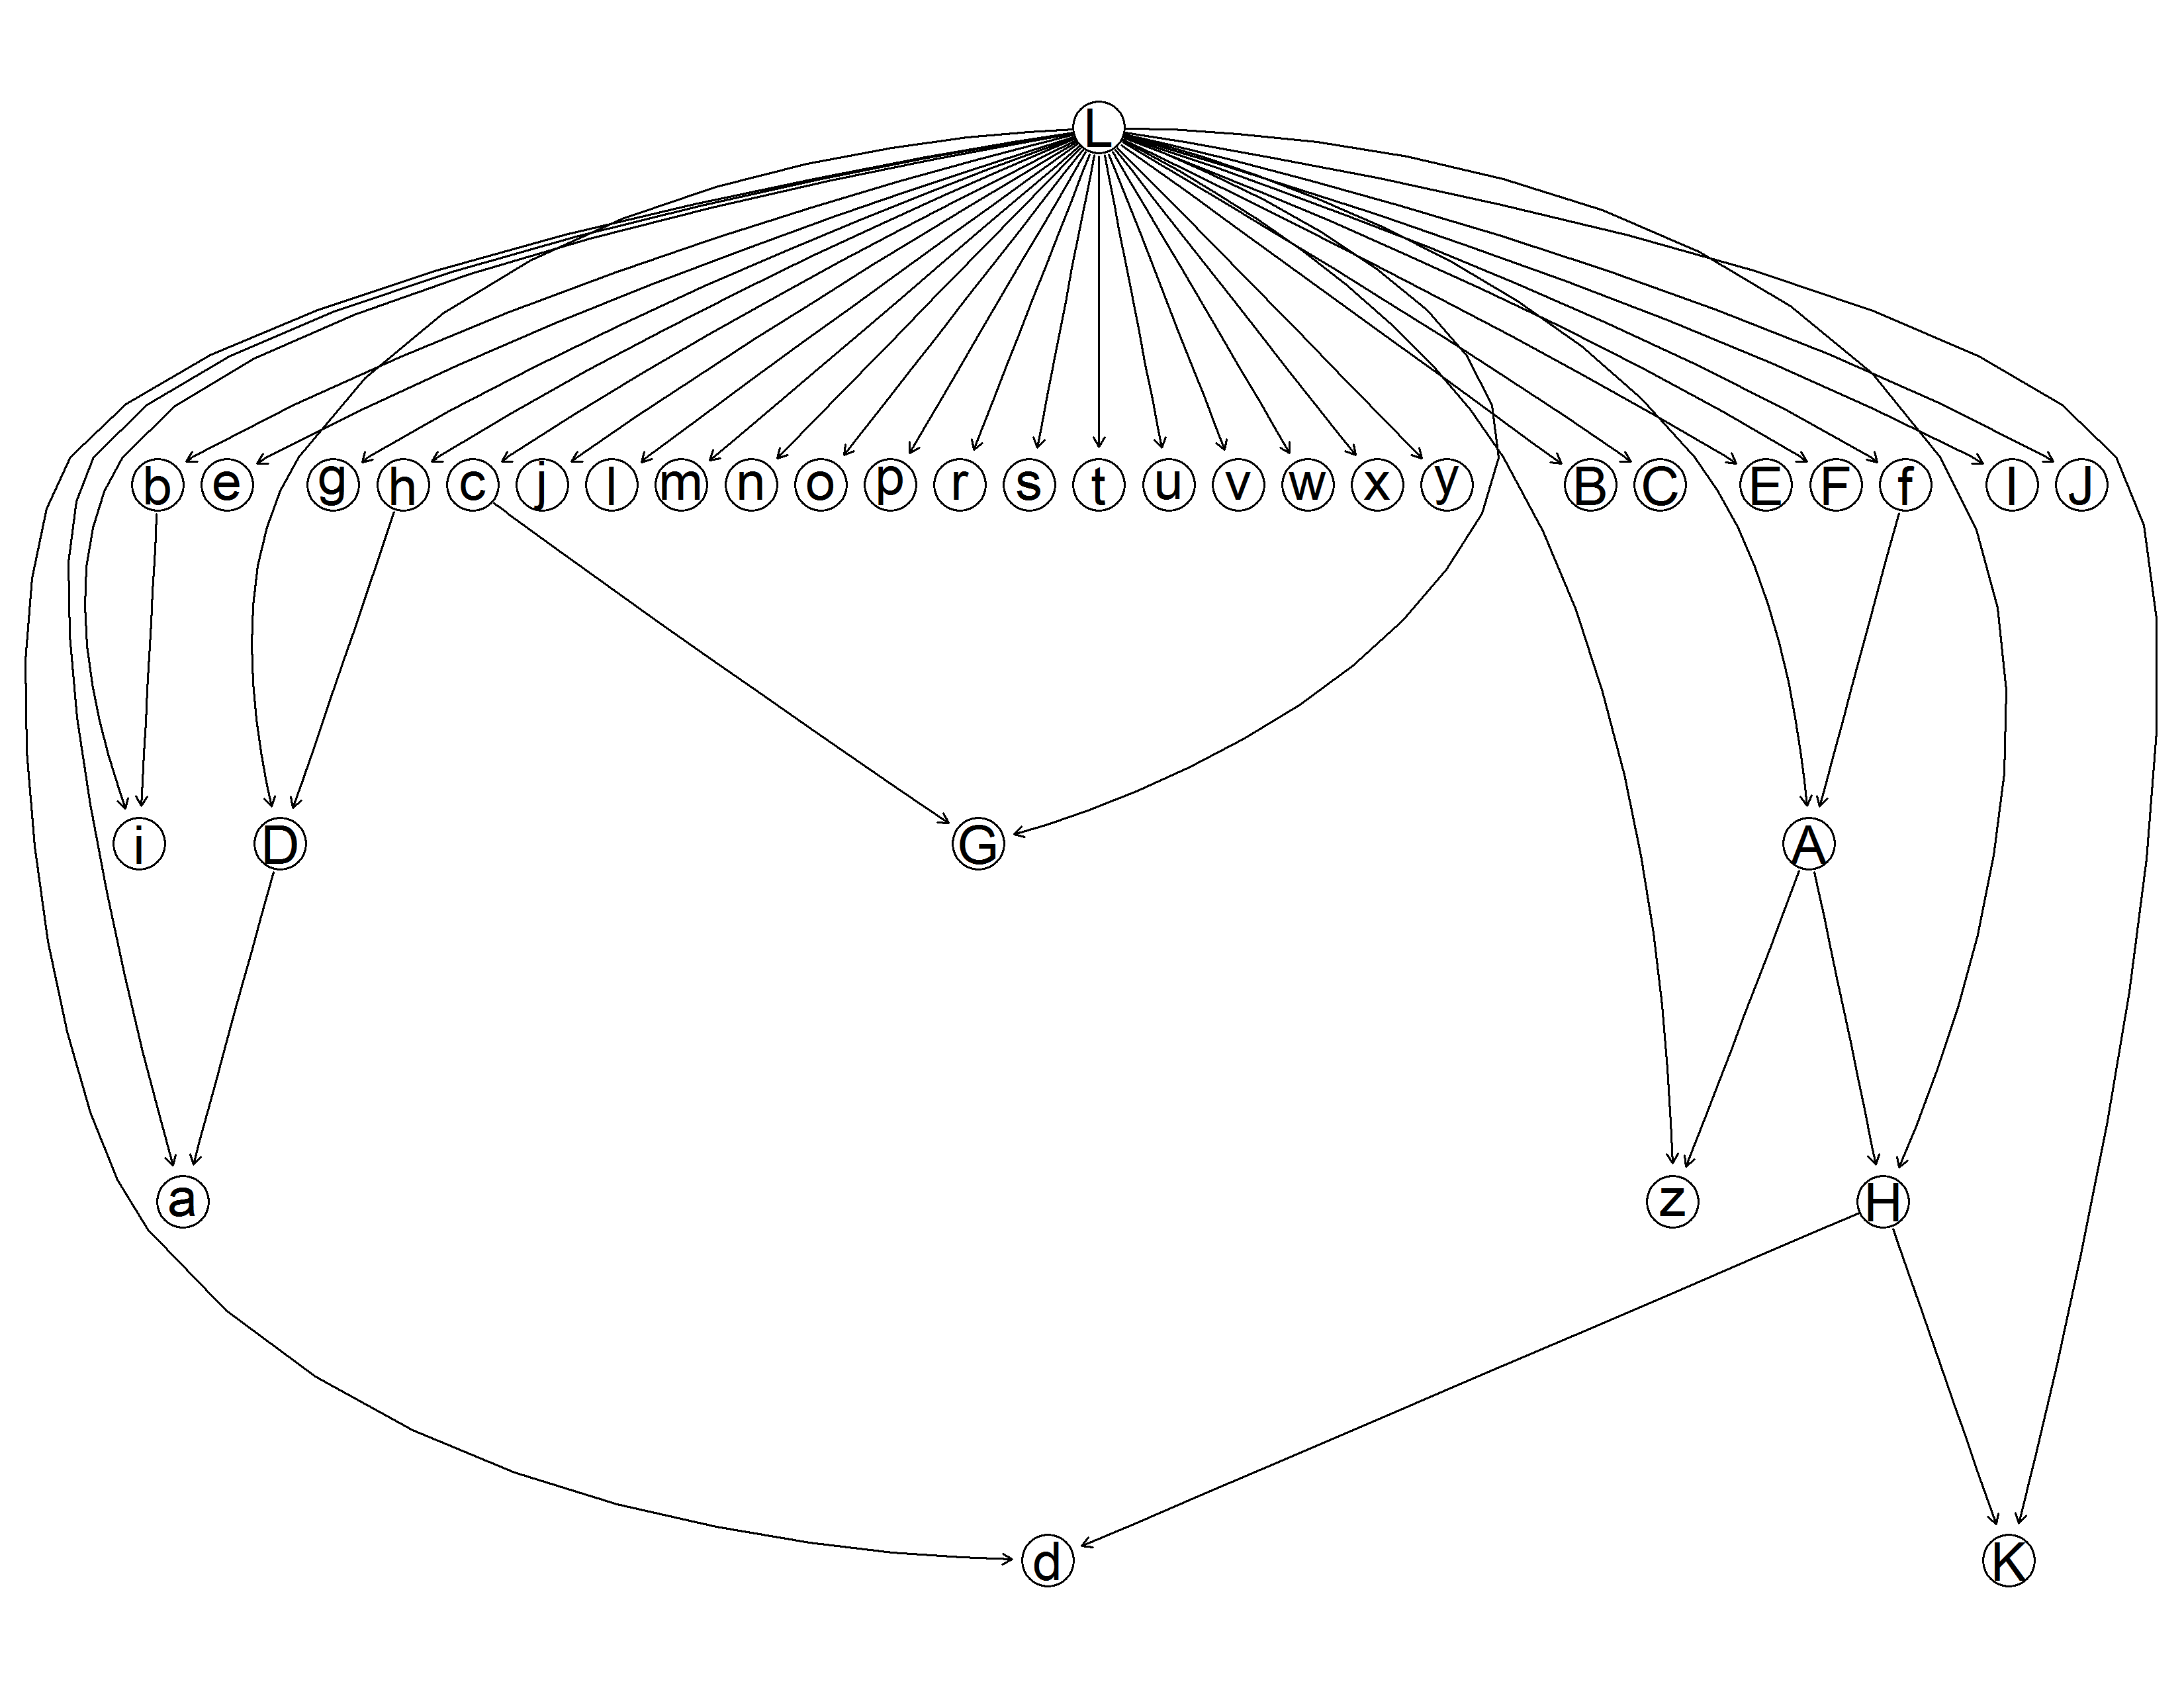 L
b e g h c j l m n o p r s t u v w x y B C E F f I J
i D G A
a z H
d K